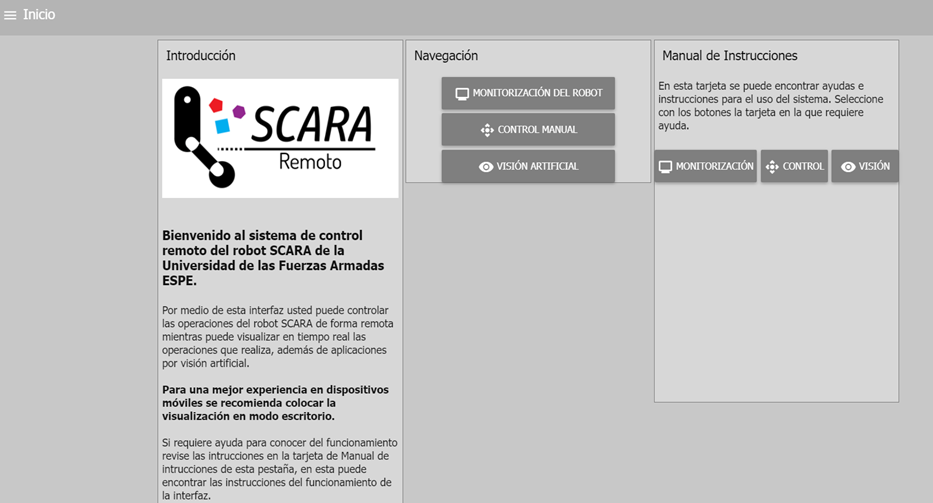 Inicio
Introducción
SCARA
Remoto
Bienvenido al sistema de control
remoto del robot SCARA de la
Universidad de las Fuerzas Armadas
ESPE.
Por medio de esta interfaz usted puede controlar
las operaciones del robot SCARA de forma remota
mientras puede visualizar en tiempo real las
operaciones que realiza, además de aplicaciones
por visión artificial.
Para una mejor experiencia en dispositivos
móviles se recomienda colocar la
visualización en modo escritorio.
Si requiere ayuda para conocer del funcionamiento
revise las intrucciones en la tarjeta de Manual de
intrucciones de esta pestaña, en esta puede
encontrar las instrucciones del funcionamiento de
la interfaz.
Navegación
MONITORIZACIÓN DEL ROBOT
CONTROL MANUAL
VISIÓN ARTIFICIAL
Manual de Instrucciones
En esta tarjeta se puede encontrar ayudas e
instrucciones para el uso del sistema. Seleccione
con los botones la tarjeta en la que requiere
ayuda.
MONITORIZACIÓN CONTROL VISIÓN